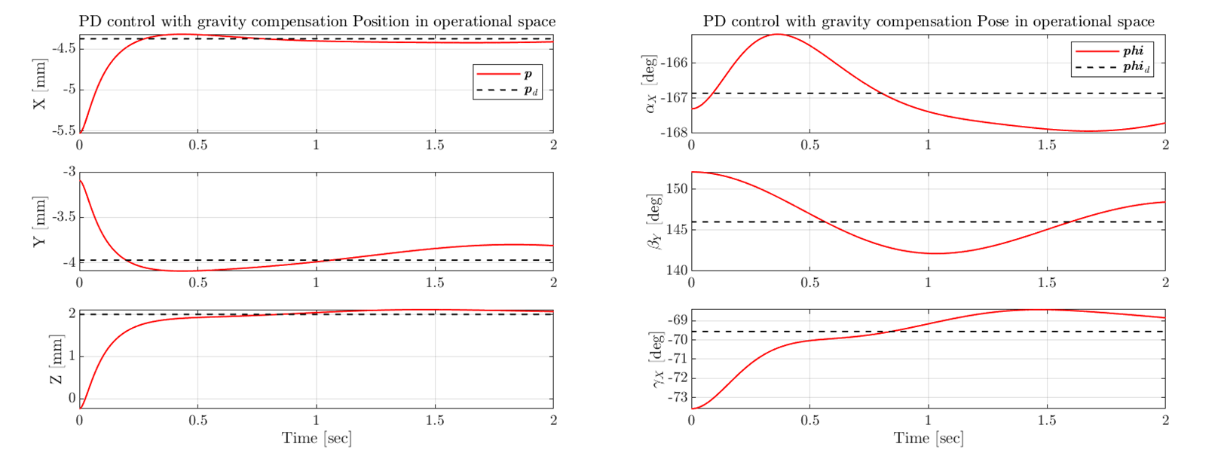 PD control with gravity compensation Position in operational space
X [mm]
-4.5
-5
-5.5
p
p_d
0 0.5 1 1.5 2
Y [mm]
-3
-3.5
-4
0 0.5 1 1.5 2
Z [mm]
2
1
0
0 0.5 1 1.5 2
Time [sec]
PD control with gravity compensation Pose in operational space
α_X [deg]
-166
-167
-168
phi
phi_d
0 0.5 1 1.5 2
β_Y [deg]
150
145
140
0 0.5 1 1.5 2
γ_X [deg]
-69
-70
-71
-72
-73
0 0.5 1 1.5 2
Time [sec]